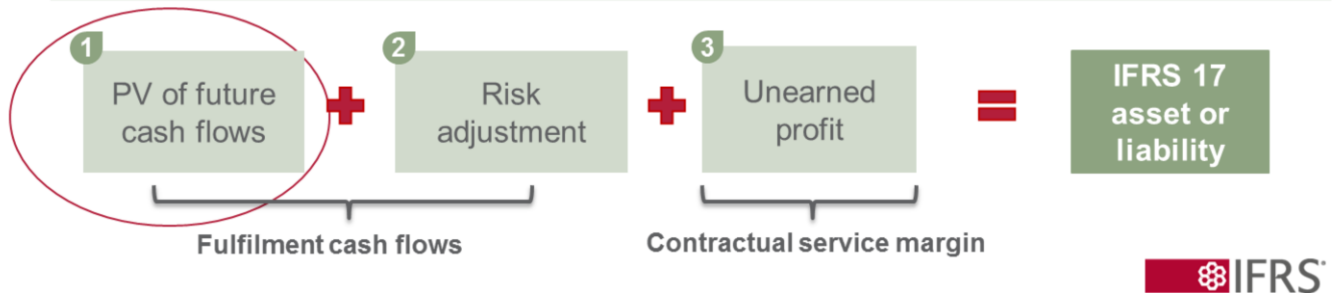 1
PV of future
cash flows
2
Risk
adjustment
3
Unearned
profit
IFRS 17
asset or
liability
Fulfilment cash flows
Contractual service margin
IFRS